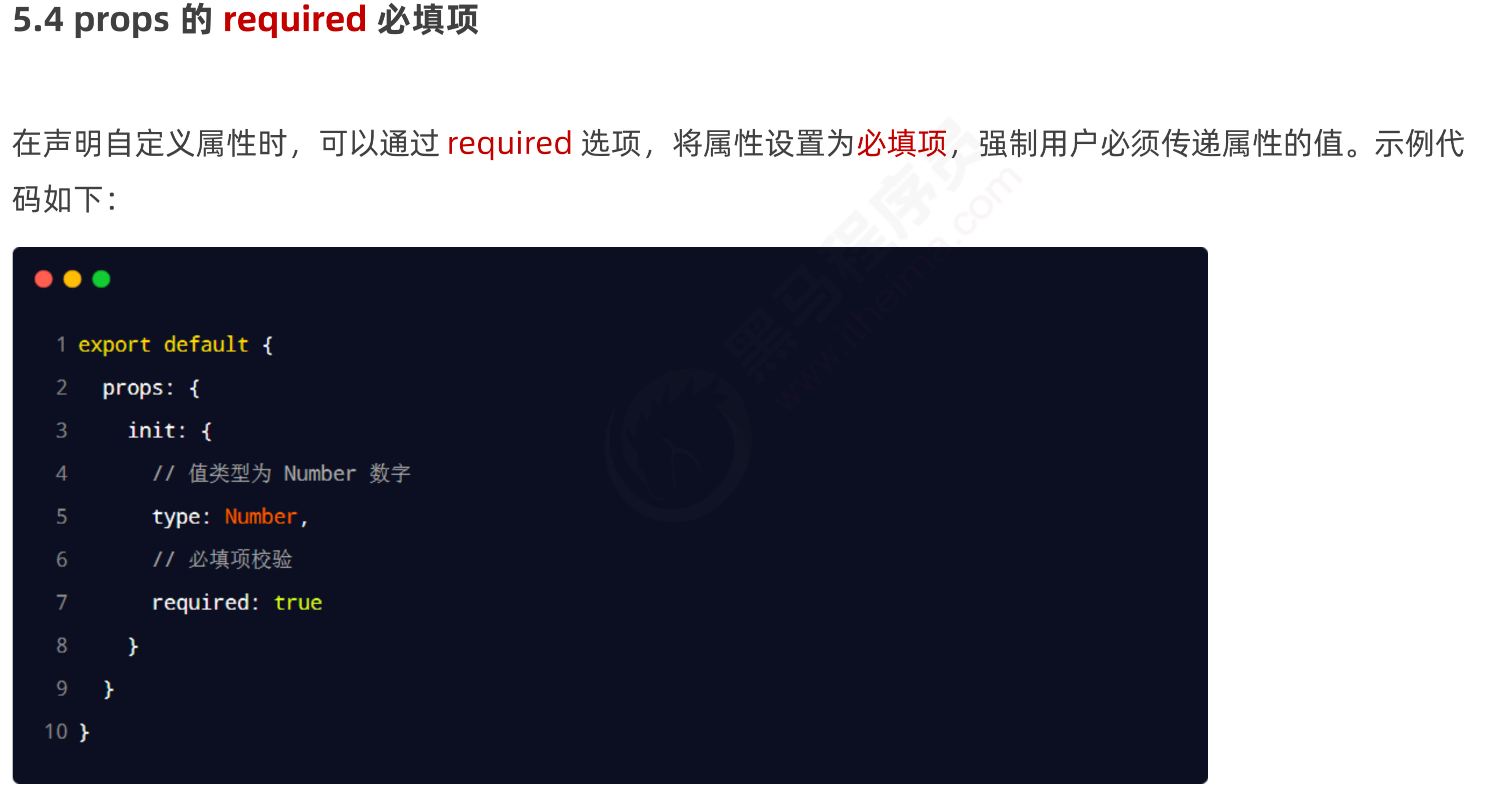 5.4 props 的 required 必填项
在声明自定义属性时，可以通过 required 选项，将属性设置为必填项，强制用户必须传递属性的值。示例代
码如下：
1 export default {
2 props: {
3 init: {
4 // 值类型为 Number 数字
5 type: Number,
6 // 必填项校验
7 required: true
8 }
9 }
10 }
黑马程序员
www.itheima.com